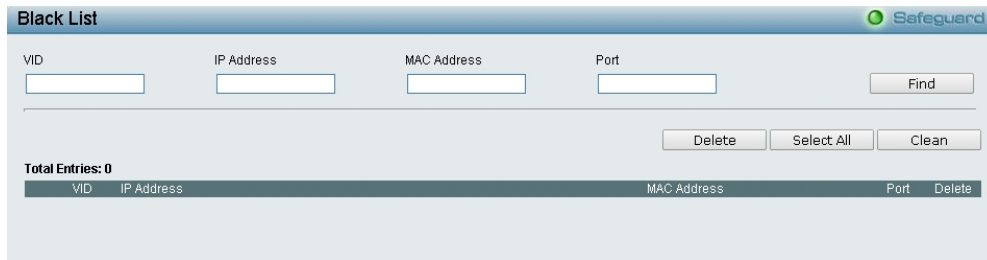 Black List Safeguard
VID IP Address MAC Address Port
Find
Delete Select All Clean
Total Entries: 0
VID IP Address MAC Address Port Delete